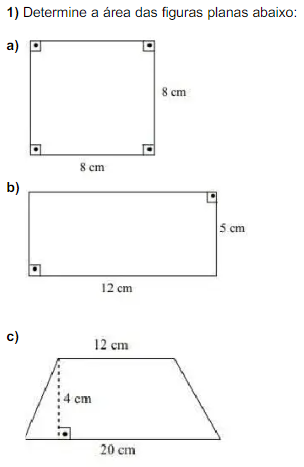 1) Determine a área das figuras planas abaixo:
a)
8 cm
8 cm
b)
5 cm
12 cm
c)
12 cm
4 cm
20 cm